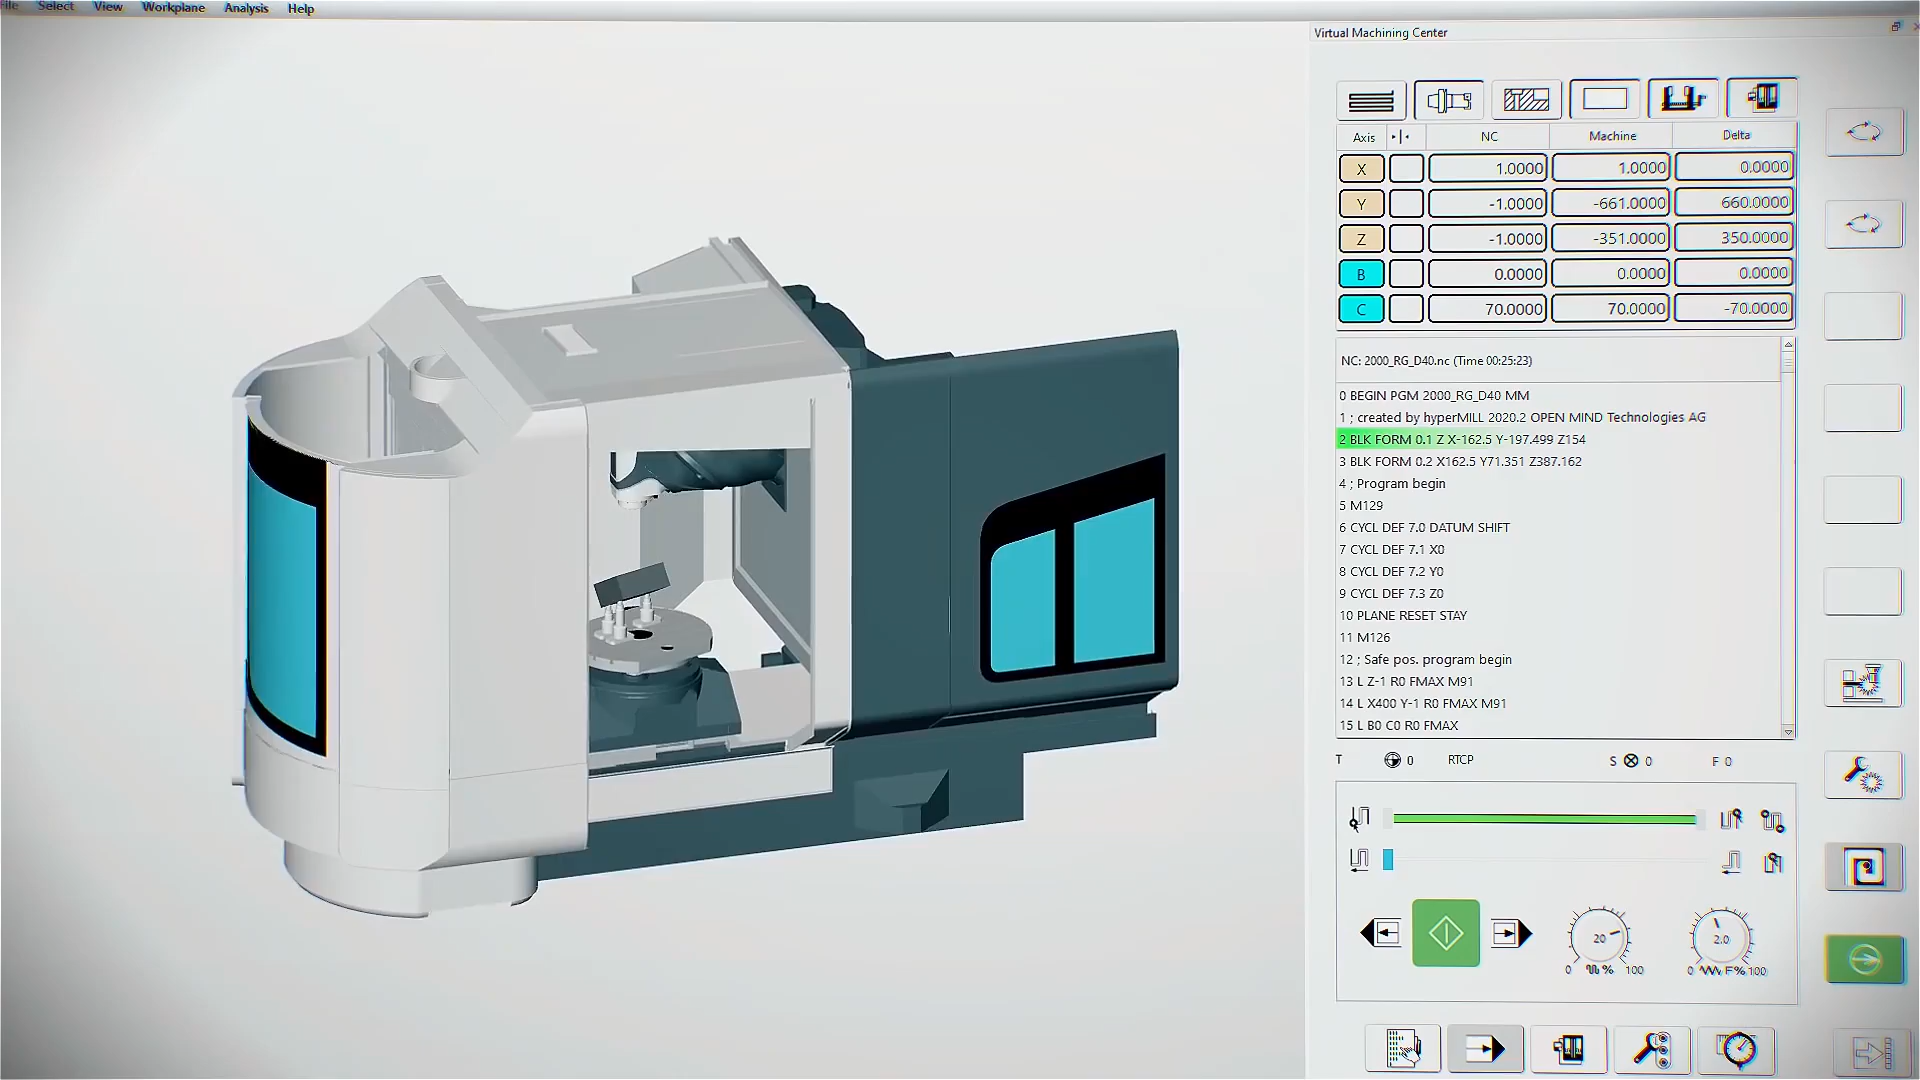 File Select View Workplane Analysis Help
Virtual Machining Center
Axis NC Machine Delta
X 1.0000 1.0000 0.0000
Y -1.0000 -661.0000 660.0000
Z -1.0000 -351.0000 350.0000
B 0.0000 0.0000 0.0000
C 70.0000 70.0000 -70.0000
NC: 2000_RG_D40.nc (Time 00:25:23)
0 BEGIN PGM 2000_RG_D40 MM
1 ; created by hyperMILL 2020.2 OPEN MIND Technologies AG
2 BLK FORM 0.1 Z X-162.5 Y-197.499 Z154
3 BLK FORM 0.2 X162.5 Y71.351 Z387.162
4 ; Program begin
5 M129
6 CYCL DEF 7.0 DATUM SHIFT
7 CYCL DEF 7.1 X0
8 CYCL DEF 7.2 Y0
9 CYCL DEF 7.3 Z0
10 PLANE RESET STAY
11 M126
12 ; Safe pos. program begin
13 L Z-1 R0 FMAX M91
14 L X400 Y-1 R0 FMAX M91
15 L B0 C0 R0 FMAX
T 0 RTCP S 0 F 0
20 2.0
0 % 100 0 F% 100